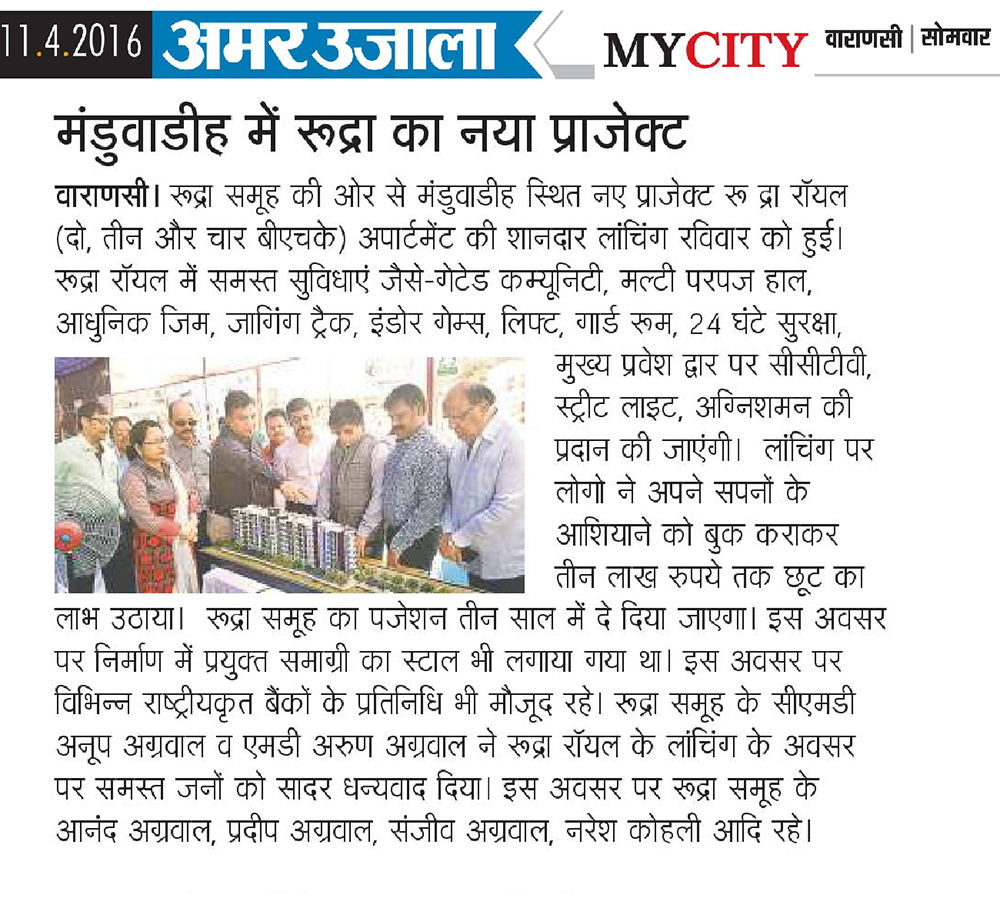 11.4.2016 अमर उजाला MYCITY वाराणसी | सोमवार
मंडुवाडीह में रूद्रा का नया प्राजेक्ट
वाराणसी। रूद्रा समूह की ओर से मंडुवाडीह स्थित नए प्राजेक्ट रू द्रा रॉयल
(दो, तीन और चार बीएचके) अपार्टमेंट की शानदार लांचिंग रविवार को हुई।
रूद्रा रॉयल में समस्त सुविधाएं जैसे-गेटेड कम्यूनिटी, मल्टी परपज हाल,
आधुनिक जिम, जागिंग ट्रैक, इंडोर गेम्स, लिफ्ट, गार्ड रूम, 24 घंटे सुरक्षा,
मुख्य प्रवेश द्वार पर सीसीटीवी,
स्ट्रीट लाइट, अग्निशमन की
प्रदान की जाएंगी। लांचिंग पर
लोगो ने अपने सपनों के
आशियाने को बुक कराकर
तीन लाख रुपये तक छूट का
लाभ उठाया। रूद्रा समूह का पजेशन तीन साल में दे दिया जाएगा। इस अवसर
पर निर्माण में प्रयुक्त समाग्री का स्टाल भी लगाया गया था। इस अवसर पर
विभिन्न राष्ट्रीयकृत बैंकों के प्रतिनिधि भी मौजूद रहे। रूद्रा समूह के सीएमडी
अनूप अग्रवाल व एमडी अरुण अग्रवाल ने रूद्रा रॉयल के लांचिंग के अवसर
पर समस्त जनों को सादर धन्यवाद दिया। इस अवसर पर रूद्रा समूह के
आनंद अग्रवाल, प्रदीप अग्रवाल, संजीव अग्रवाल, नरेश कोहली आदि रहे।